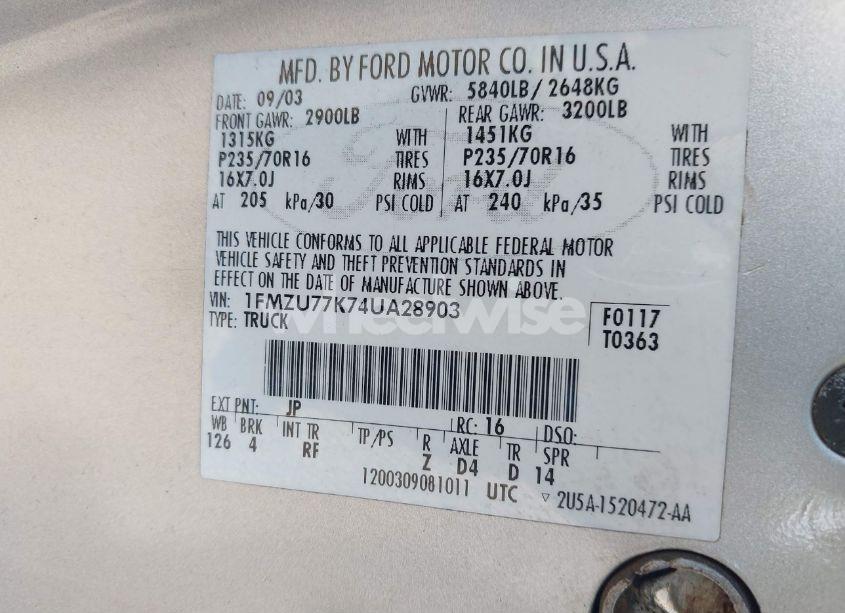 MFD. BY FORD MOTOR CO. IN U.S.A.
DATE: 09/03 GVWR: 5840LB/ 2648KG
FRONT GAWR: 2900LB REAR GAWR: 3200LB
1315KG WITH 1451KG WITH
P235/70R16 TIRES P235/70R16 TIRES
16X7.0J RIMS 16X7.0J RIMS
AT 205 kPa/30 PSI COLD AT 240 kPa/35 PSI COLD
THIS VEHICLE CONFORMS TO ALL APPLICABLE FEDERAL MOTOR
VEHICLE SAFETY AND THEFT PREVENTION STANDARDS IN
EFFECT ON THE DATE OF MANUFACTURE SHOWN ABOVE.
VIN: 1FMZU77K74UA28903 F0117
TYPE: TRUCK T0363
wheelwise
EXT PNT: JP RC: 16 DSO:
WB BRK INT TR TP/PS R AXLE TR SPR
126 4 RF Z D4 D 14
1200309081011 UTC ▽ 2U5A-1520472-AA